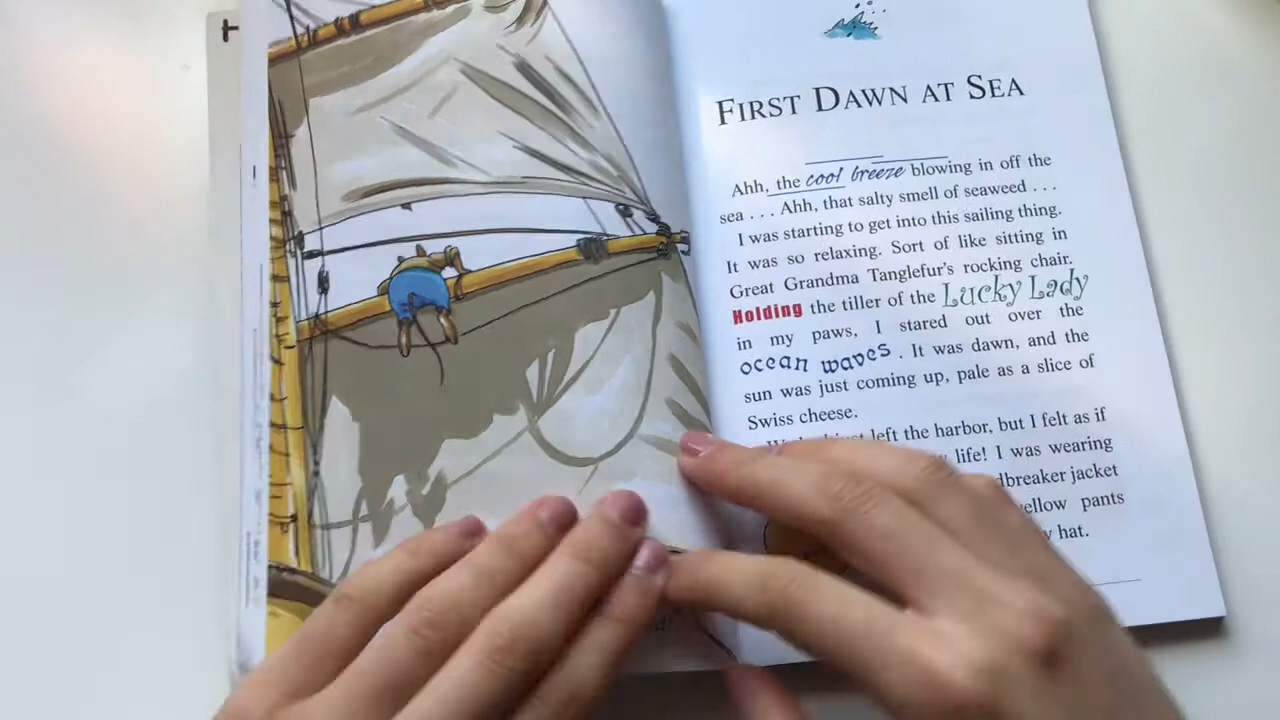 FIRST DAWN AT SEA
Ahh, the cool breeze blowing in off the
sea . . . Ahh, that salty smell of seaweed . . .
I was starting to get into this sailing thing.
It was so relaxing. Sort of like sitting in
Great Grandma Tanglefur's rocking chair.
Holding the tiller of the Lucky Lady
in my paws, I stared out over the
ocean waves. It was dawn, and the
sun was just coming up, pale as a slice of
Swiss cheese.
left the harbor, but I felt as if
life! I was wearing
jacket
pants
hat.